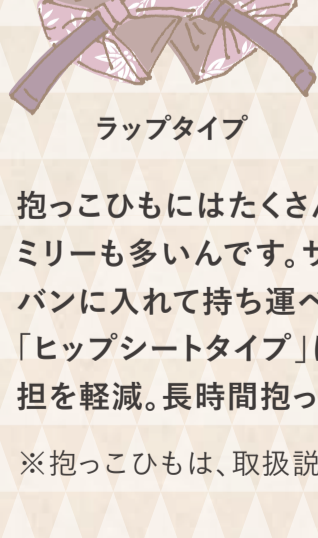 ラップタイプ
抱っこひもにはたくさん
ミリーも多いんです。サ
バンに入れて持ち運べ
「ヒップシートタイプ」は
担を軽減。長時間抱っ
※抱っこひもは、取扱説